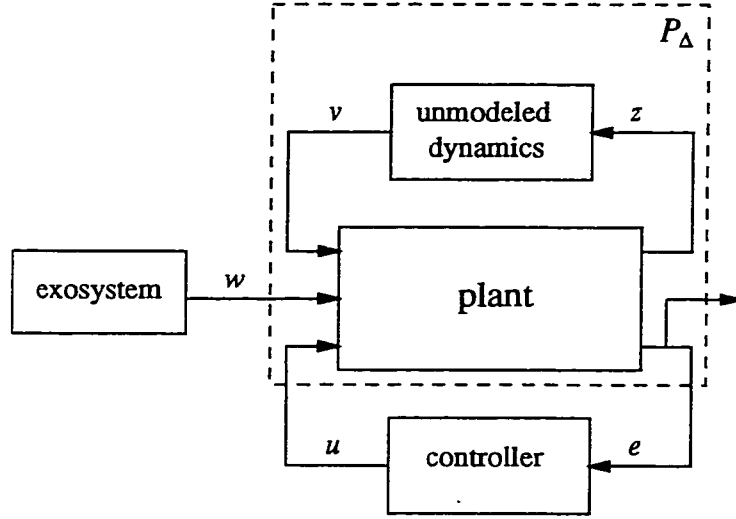 P_Δ
v
unmodeled
dynamics
z
exosystem
w
plant
u
controller
e